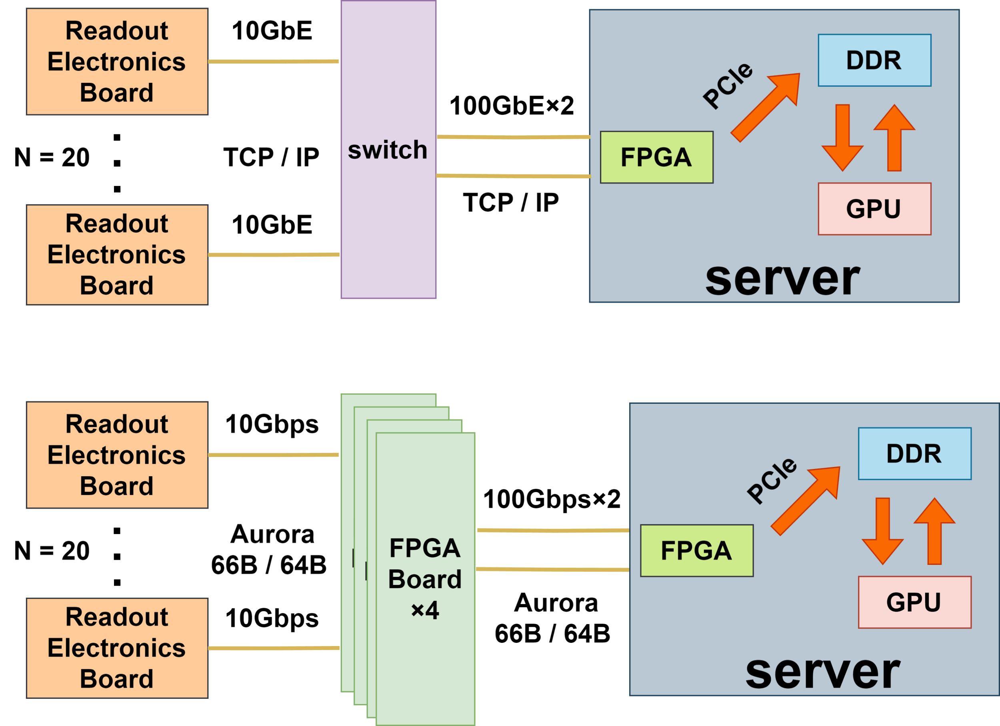 Readout
Electronics
Board
10GbE
N = 20
TCP / IP
Readout
Electronics
Board
10GbE
switch
100GbE×2
TCP / IP
FPGA
PCIe
DDR
GPU
server
Readout
Electronics
Board
10Gbps
N = 20
Aurora
66B / 64B
Readout
Electronics
Board
10Gbps
FPGA
Board
×4
100Gbps×2
Aurora
66B / 64B
FPGA
PCIe
DDR
GPU
server